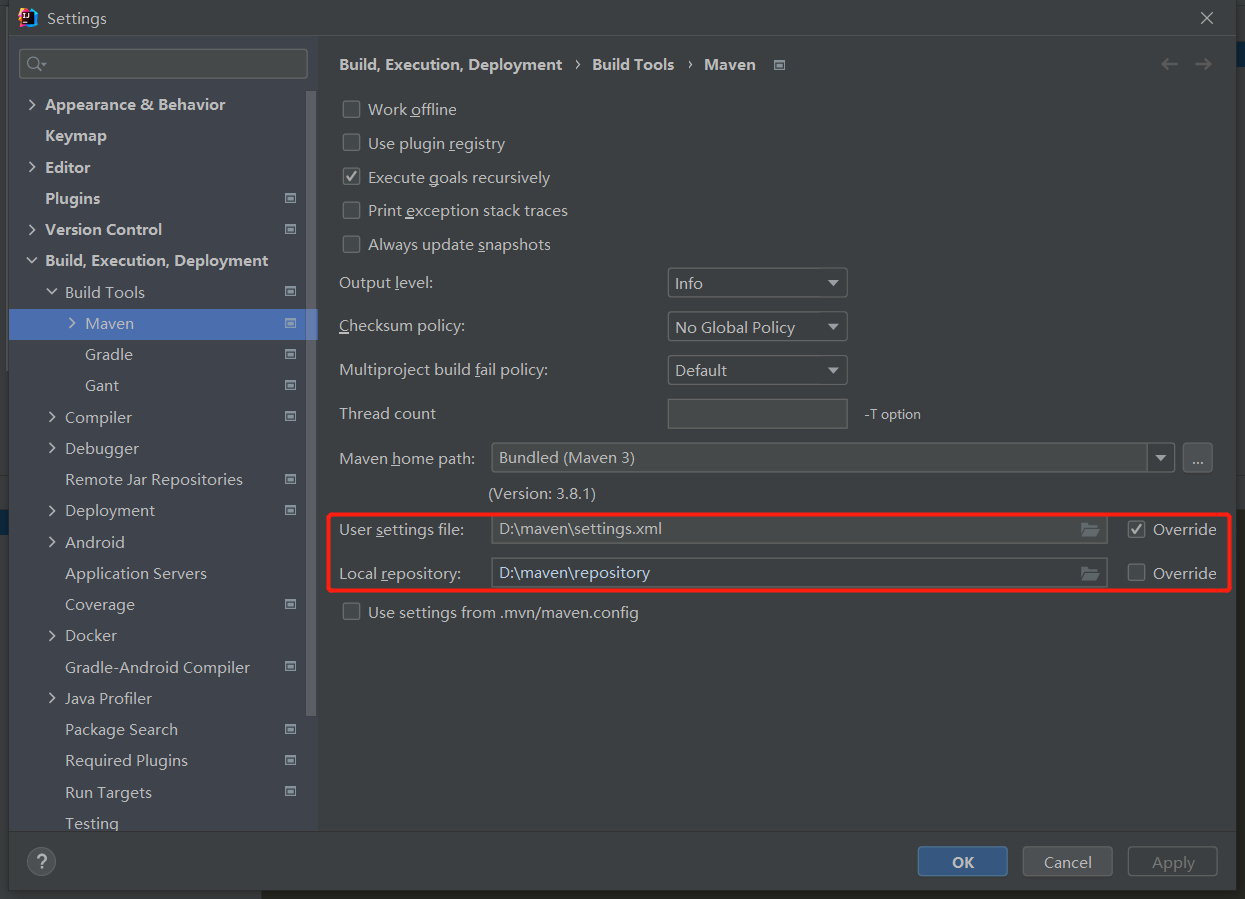 Settings
Build, Execution, Deployment › Build Tools › Maven
Appearance & Behavior
Keymap
Editor
Plugins
Version Control
Build, Execution, Deployment
Build Tools
Maven
Gradle
Gant
Compiler
Debugger
Remote Jar Repositories
Deployment
Android
Application Servers
Coverage
Docker
Gradle-Android Compiler
Java Profiler
Package Search
Required Plugins
Run Targets
Testing
Work offline
Use plugin registry
Execute goals recursively
Print exception stack traces
Always update snapshots
Output level: Info
Checksum policy: No Global Policy
Multiproject build fail policy: Default
Thread count -T option
Maven home path: Bundled (Maven 3) ...
(Version: 3.8.1)
User settings file: D:\maven\settings.xml Override
Local repository: D:\maven\repository Override
Use settings from .mvn/maven.config
? OK Cancel Apply